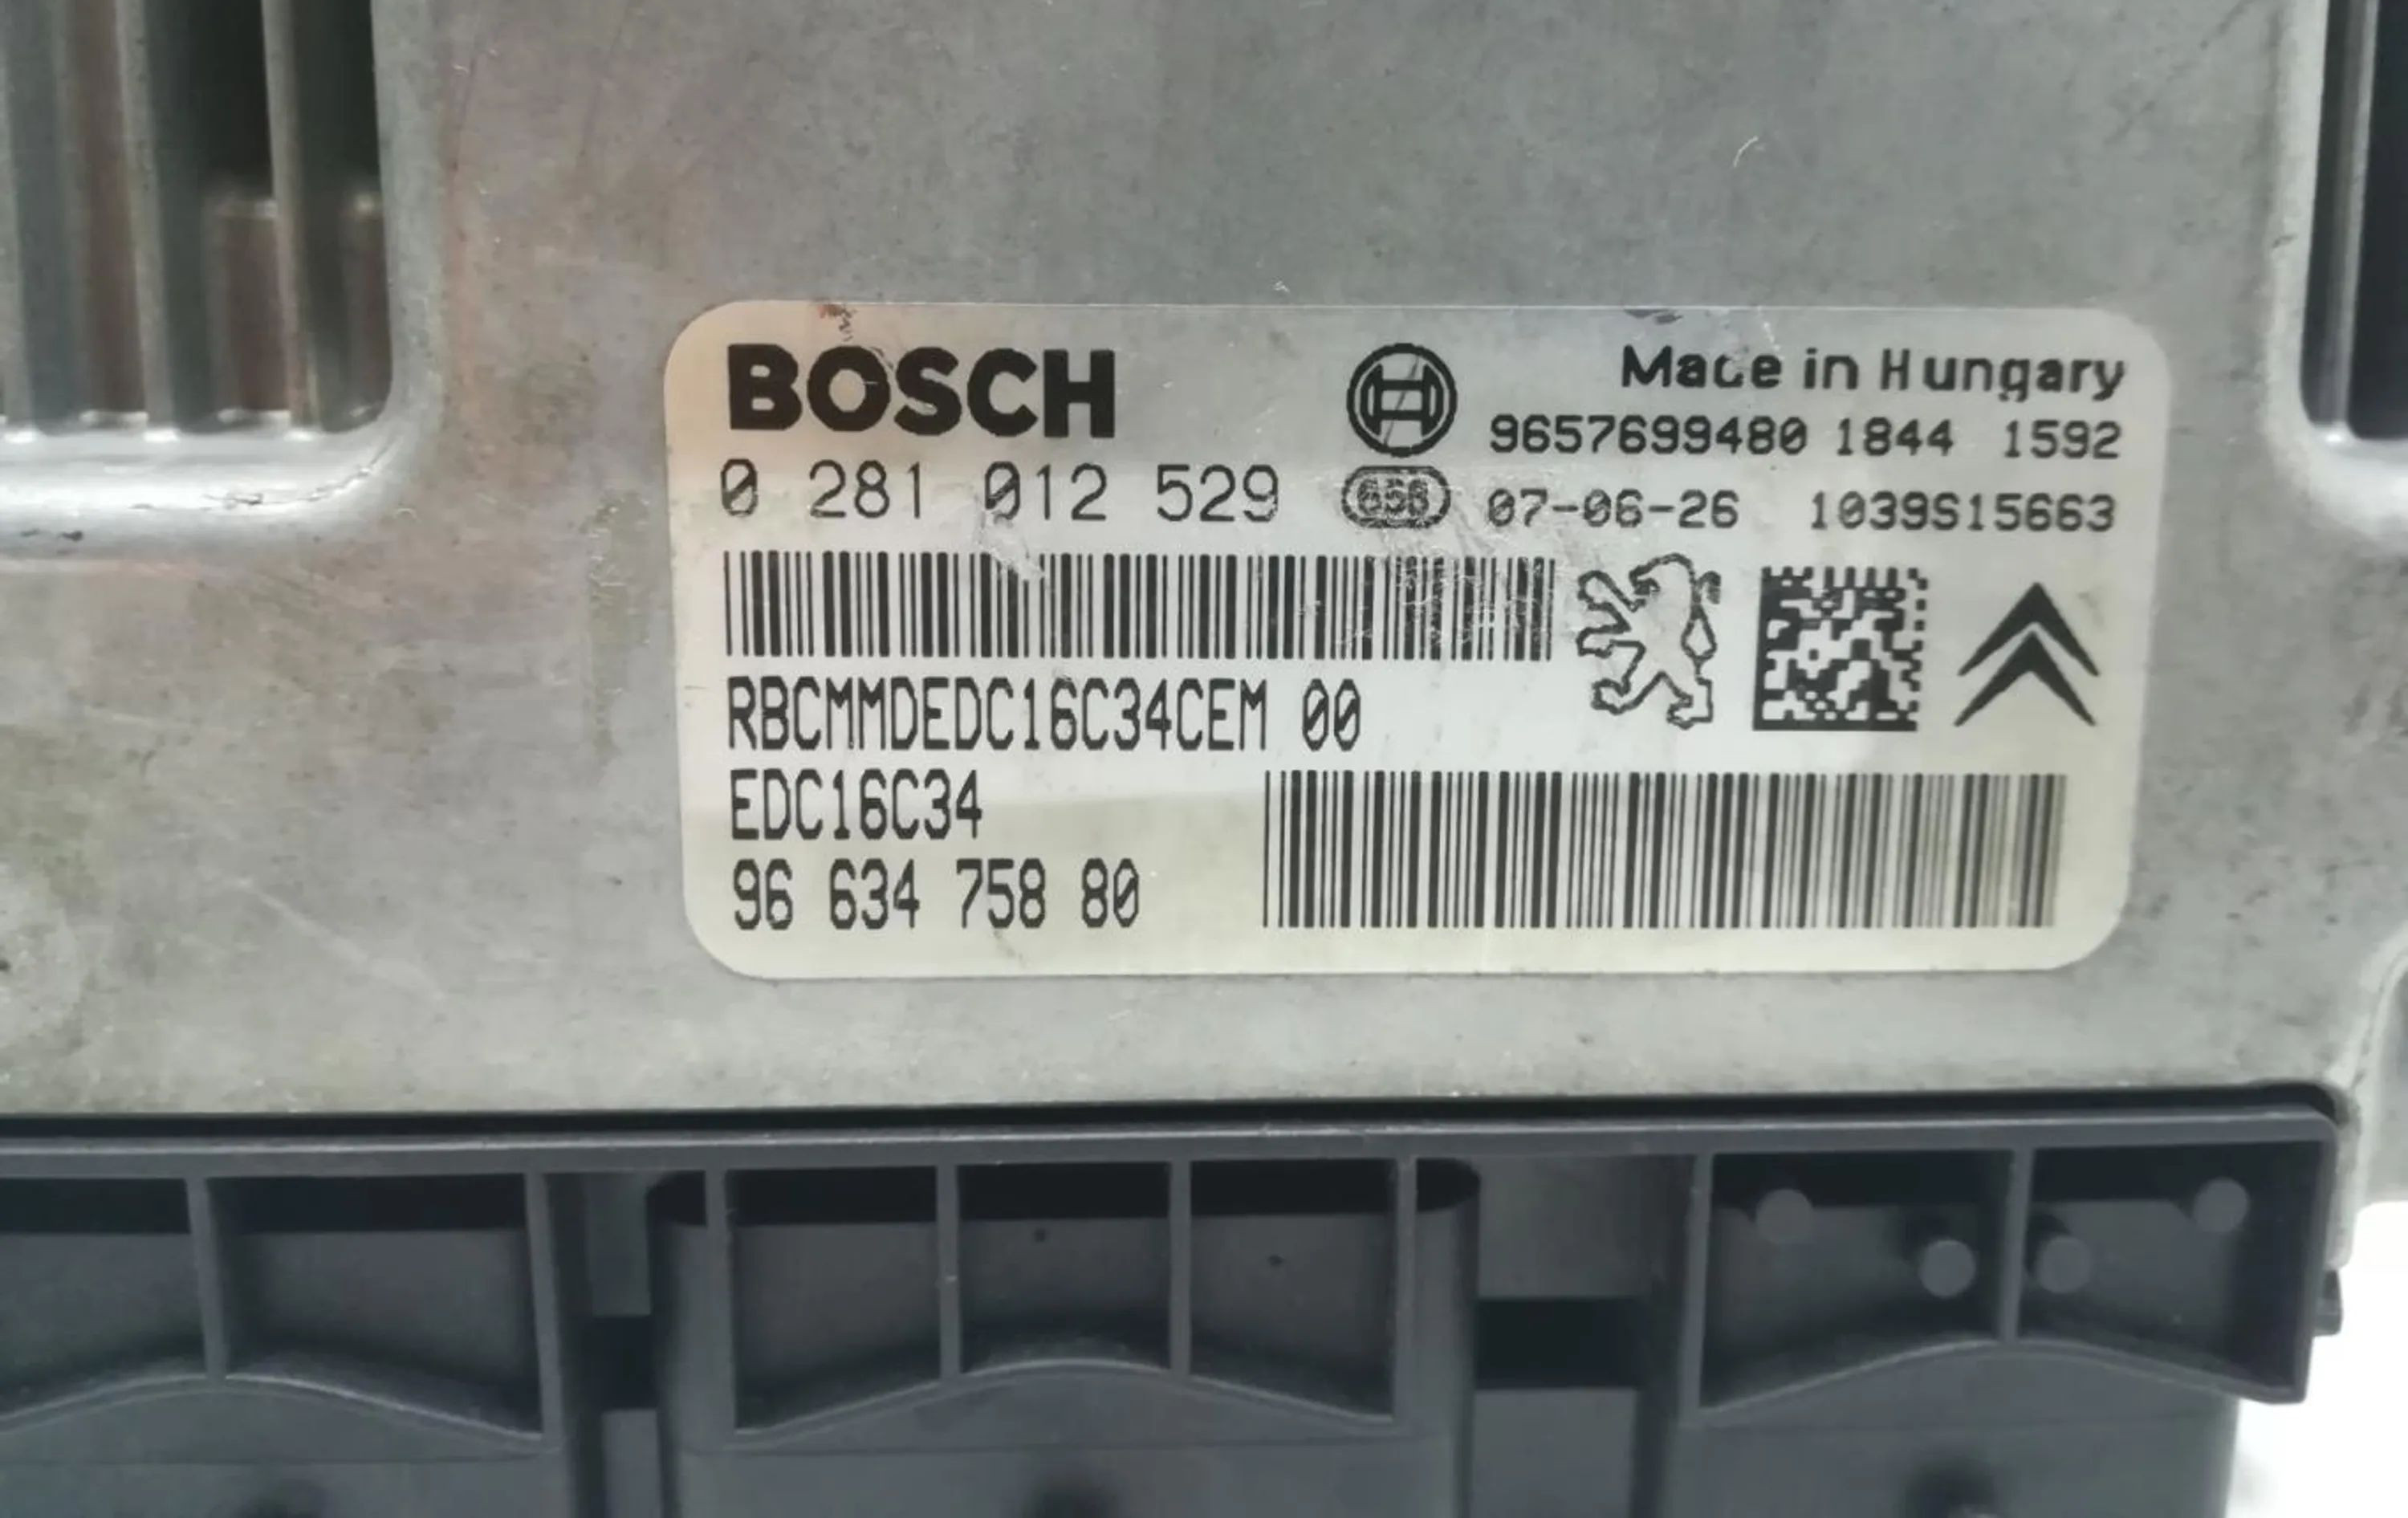 BOSCH
Made in Hungary
9657699480 1844 1592
0 281 012 529
07-06-26 1039S15663
RBCMMDEDC16C34CEM 00
EDC16C34
96 634 758 80